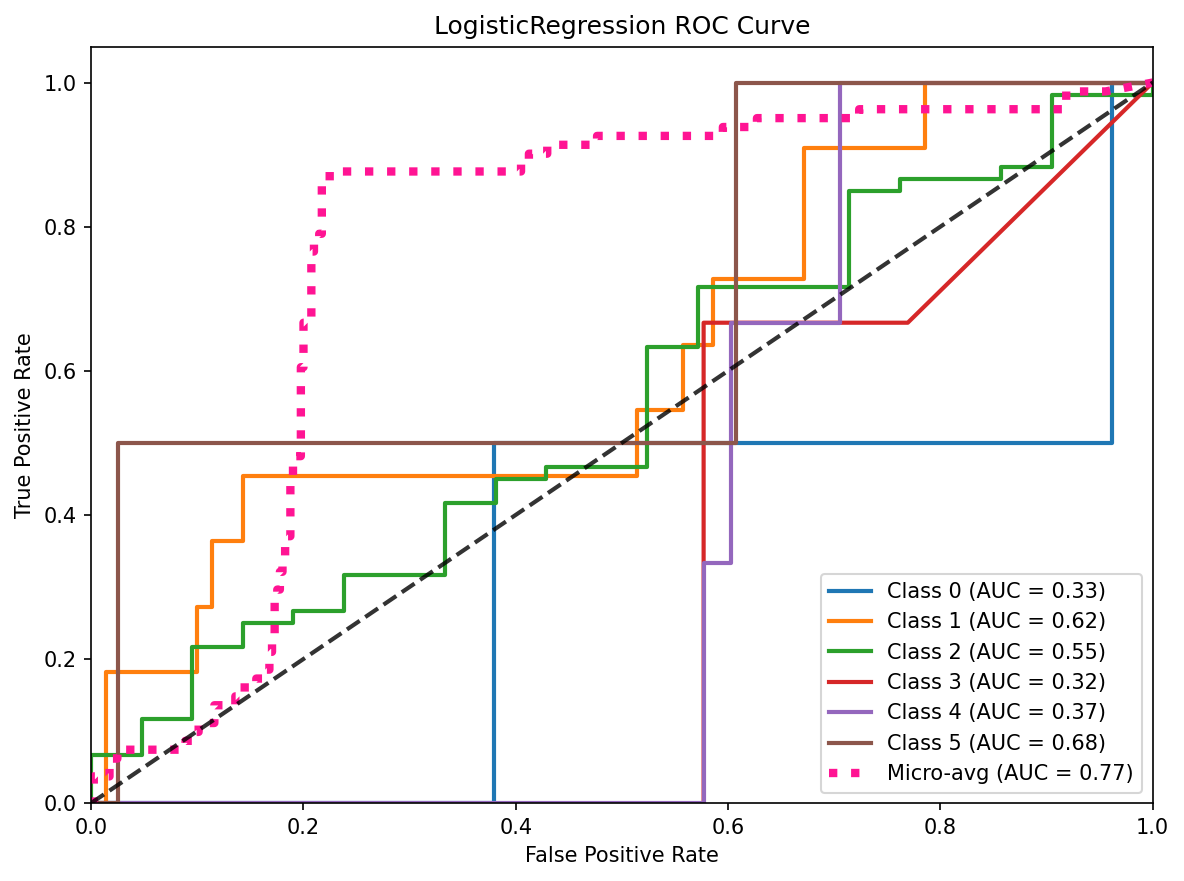 LogisticRegression ROC Curve
True Positive Rate
1.0
0.8
0.6
0.4
0.2
0.0
0.0 0.2 0.4 0.6 0.8 1.0
False Positive Rate
Class 0 (AUC = 0.33)
Class 1 (AUC = 0.62)
Class 2 (AUC = 0.55)
Class 3 (AUC = 0.32)
Class 4 (AUC = 0.37)
Class 5 (AUC = 0.68)
Micro-avg (AUC = 0.77)